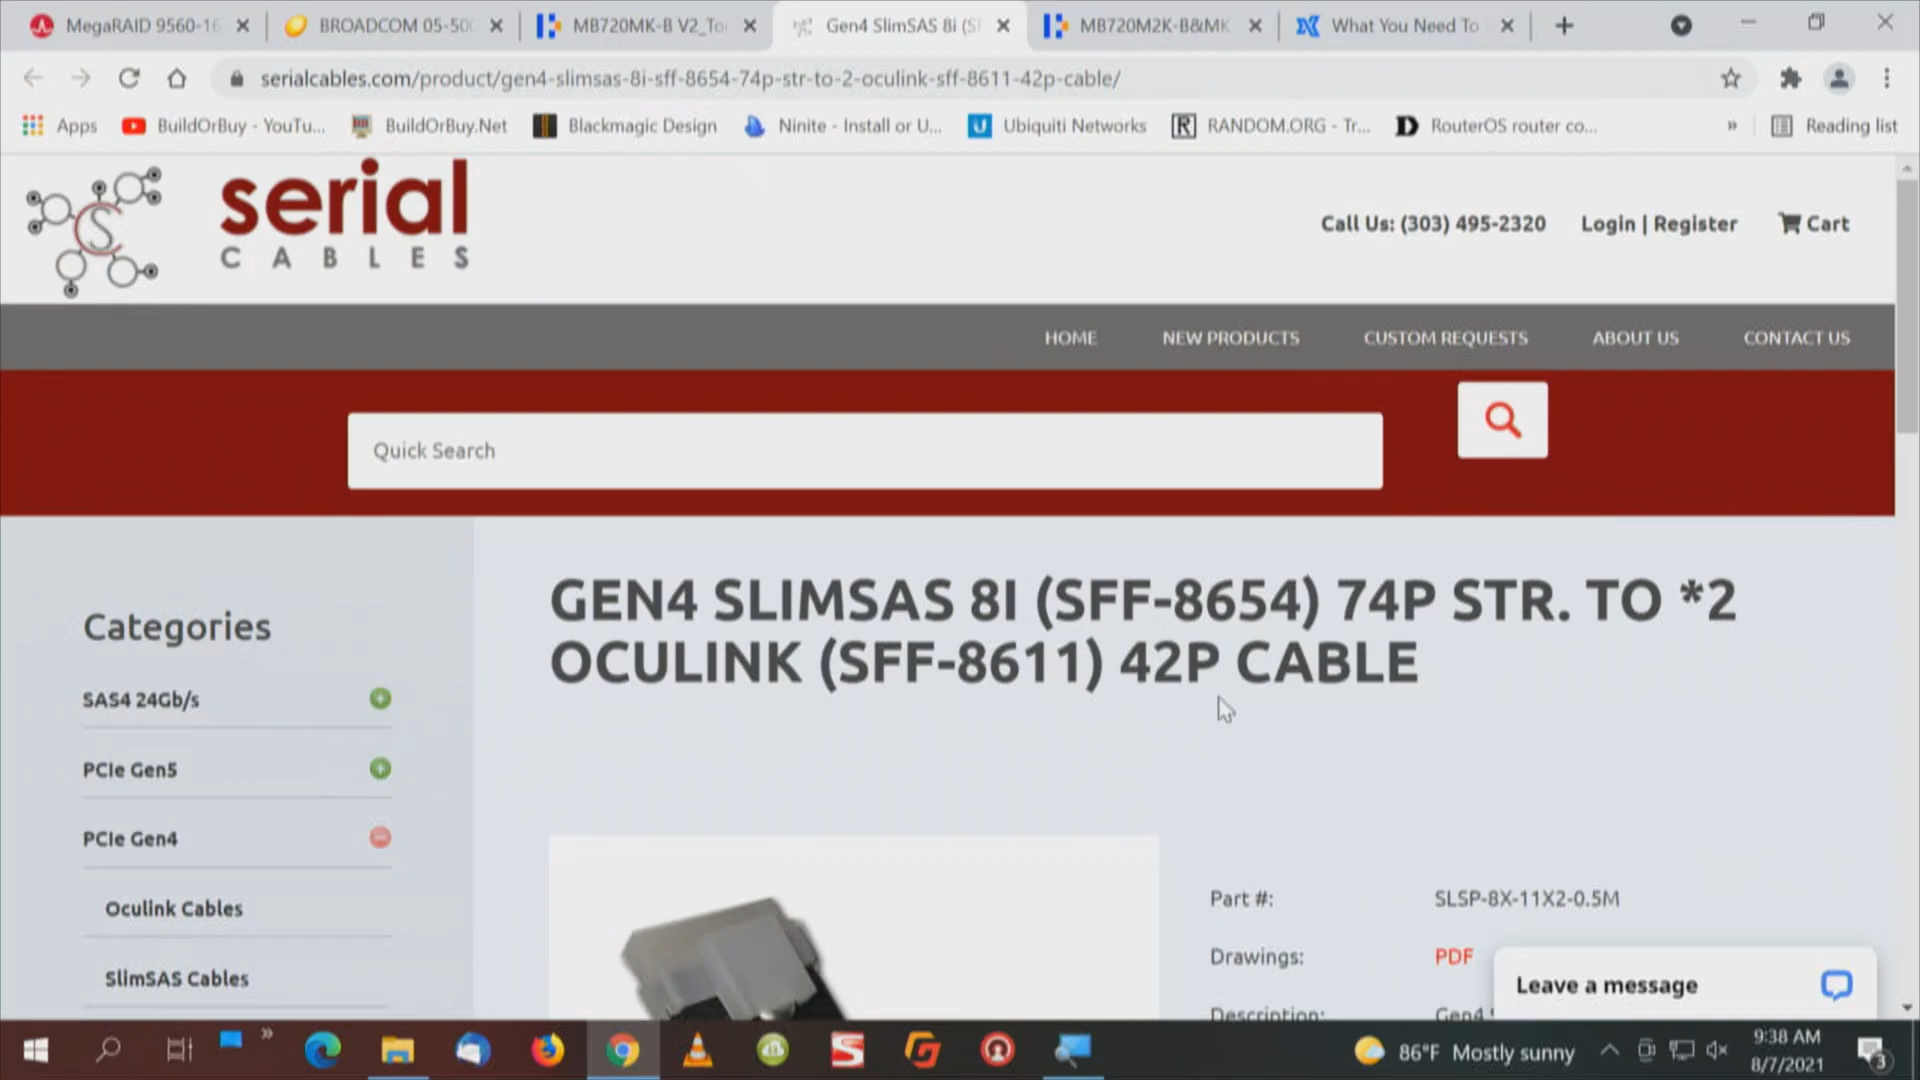 MegaRAID 9560-16
BROADCOM 05-50
MB720MK-B V2_To
Gen4 SlimSAS 8i (S
MB720M2K-B&MK
What You Need To
serialcables.com/product/gen4-slimsas-8i-sff-8654-74p-str-to-2-oculink-sff-8611-42p-cable/
Apps
BuildOrBuy - YouTu...
BuildOrBuy.Net
Blackmagic Design
Ninite - Install or U...
Ubiquiti Networks
RANDOM.ORG - Tr...
RouterOS router co...
»
Reading list
serial
CABLES
Call Us: (303) 495-2320
Login | Register
Cart
HOME
NEW PRODUCTS
CUSTOM REQUESTS
ABOUT US
CONTACT US
Quick Search
Categories
SAS4 24Gb/s
PCIe Gen5
PCIe Gen4
Oculink Cables
SlimSAS Cables
GEN4 SLIMSAS 8I (SFF-8654) 74P STR. TO *2
OCULINK (SFF-8611) 42P CABLE
Part #:
SLSP-8X-11X2-0.5M
Drawings:
PDF
Description:
Gen4
Leave a message
86°F Mostly sunny
9:38 AM
8/7/2021
3